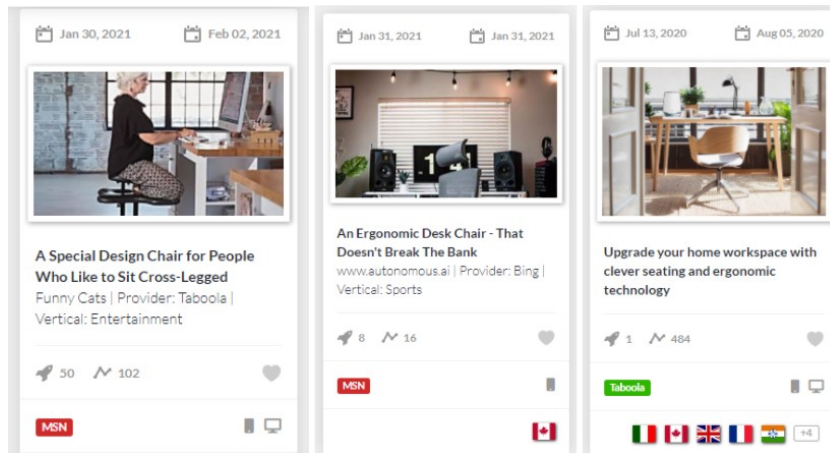 Jan 30, 2021 Feb 02, 2021
A Special Design Chair for People
Who Like to Sit Cross-Legged
Funny Cats | Provider: Taboola |
Vertical: Entertainment
50 102
MSN
Jan 31, 2021 Jan 31, 2021
An Ergonomic Desk Chair - That
Doesn't Break The Bank
www.autonomous.ai | Provider: Bing |
Vertical: Sports
8 16
MSN
Jul 13, 2020 Aug 05, 2020
Upgrade your home workspace with
clever seating and ergonomic
technology
1 484
Taboola
+4